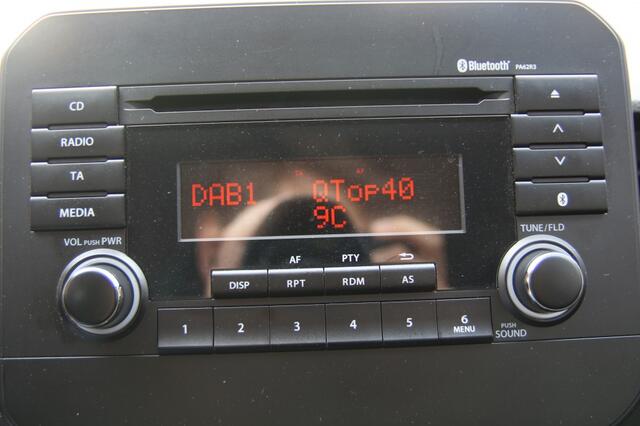 Bluetooth PA62R3
CD
RADIO
TA
MEDIA
DAB1 QTop40
9C
VOL PUSH PWR
TUNE/FLD
AF PTY
DISP RPT RDM AS
1 2 3 4 5 6 MENU
PUSH SOUND